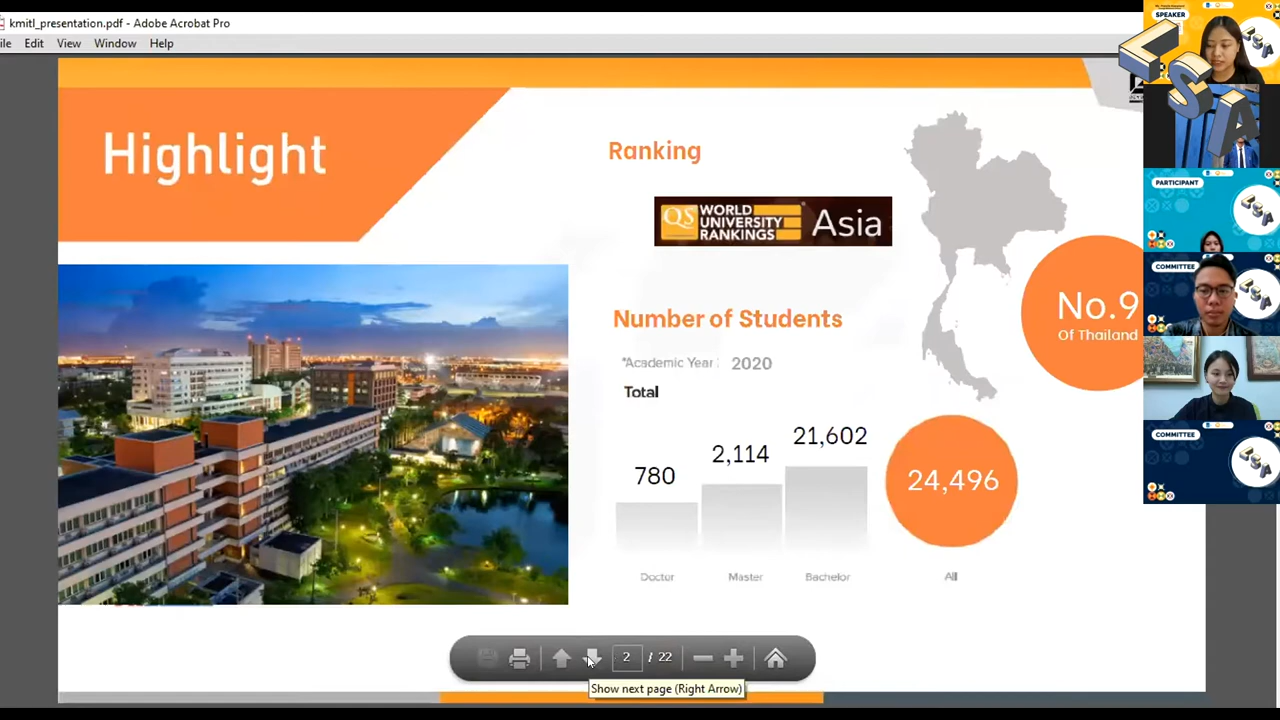 kmitl_presentation.pdf - Adobe Acrobat Pro
ile Edit View Window Help
Highlight
Ranking
QS WORLD UNIVERSITY RANKINGS Asia
No.9
Of Thailand
Number of Students
*Academic Year : 2020
Total
780
2,114
21,602
24,496
Doctor
Master
Bachelor
All
2 / 22
Show next page (Right Arrow)
SPEAKER
LSA
PARTICIPANT
COMMITTEE
COMMITTEE